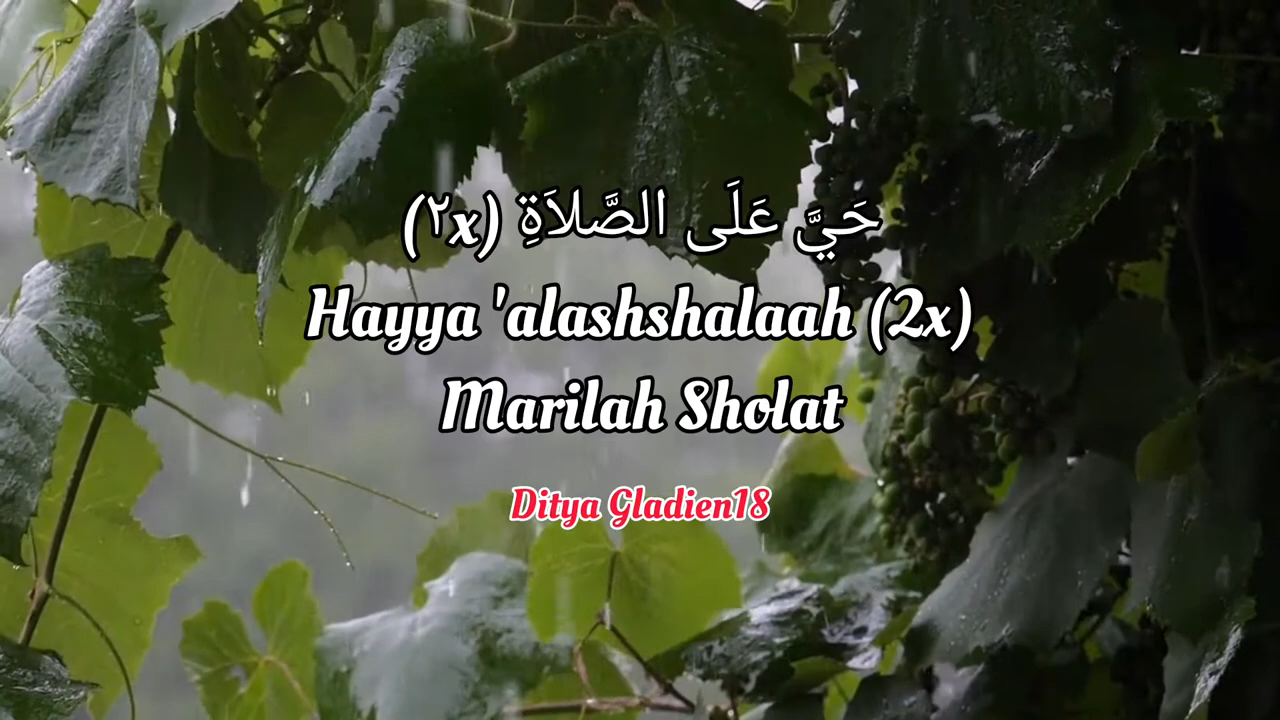 حَيَّ عَلَى الصَّلاَةِ (٢x)
Hayya 'alashshalaah (2x)
Marilah Sholat
Ditya Gladien18